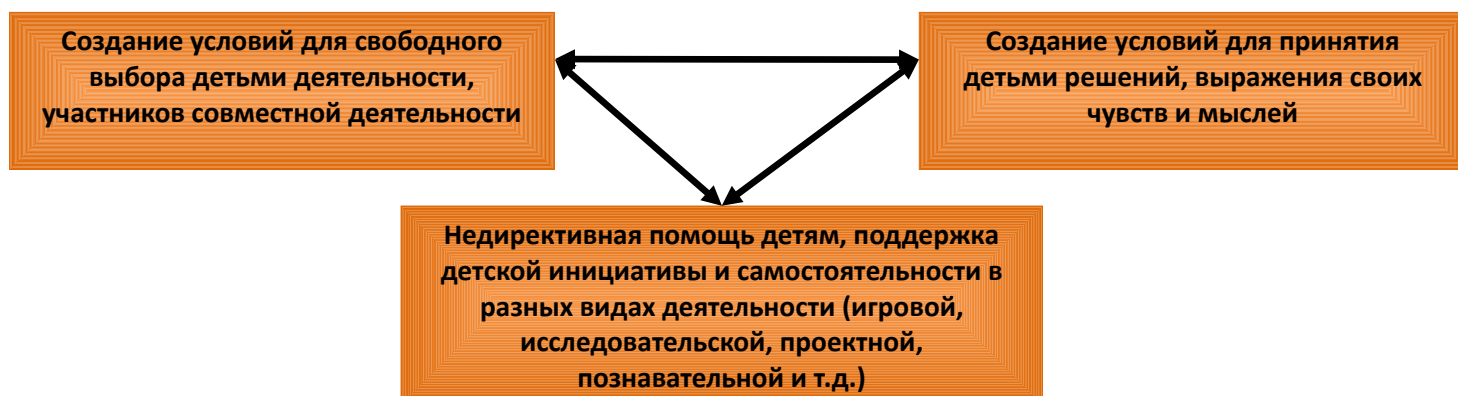 Создание условий для свободного
выбора детьми деятельности,
участников совместной деятельности
Создание условий для принятия
детьми решений, выражения своих
чувств и мыслей
Недирективная помощь детям, поддержка
детской инициативы и самостоятельности в
разных видах деятельности (игровой,
исследовательской, проектной,
познавательной и т.д.)